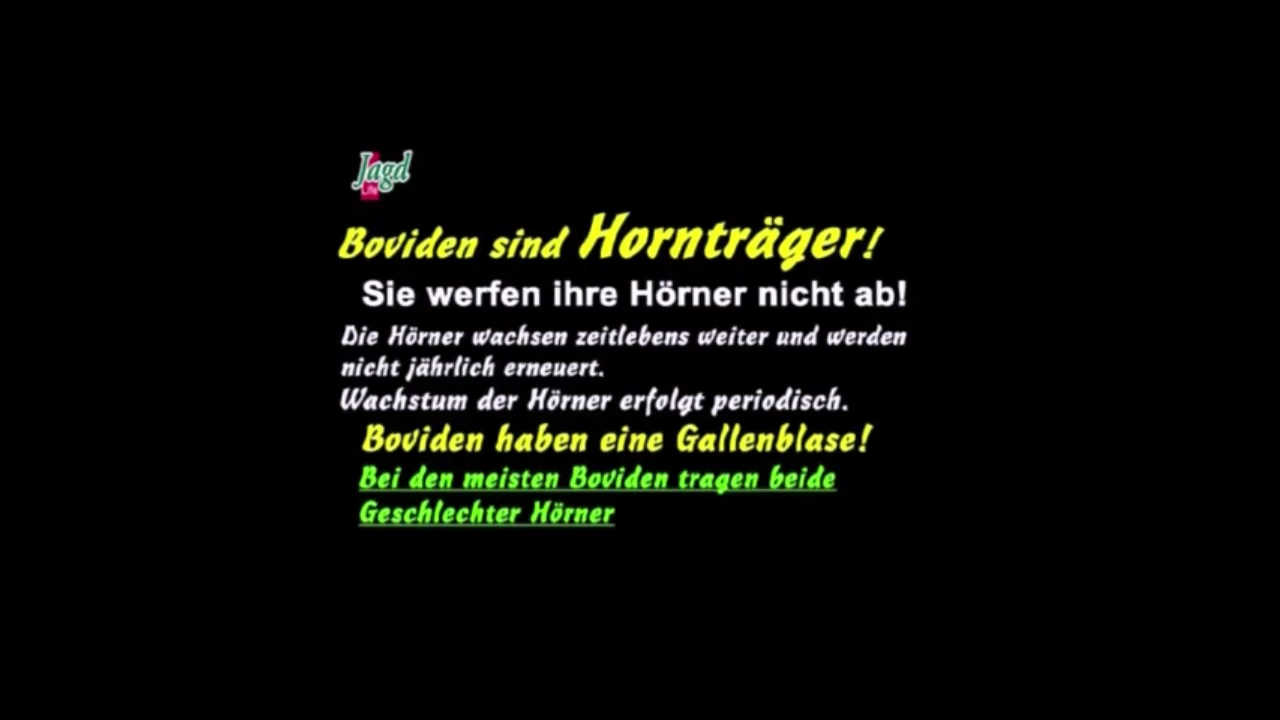 Jagd
Life
Boviden sind Hornträger!
Sie werfen ihre Hörner nicht ab!
Die Hörner wachsen zeitlebens weiter und werden
nicht jährlich erneuert.
Wachstum der Hörner erfolgt periodisch.
Boviden haben eine Gallenblase!
Bei den meisten Boviden tragen beide
Geschlechter Hörner